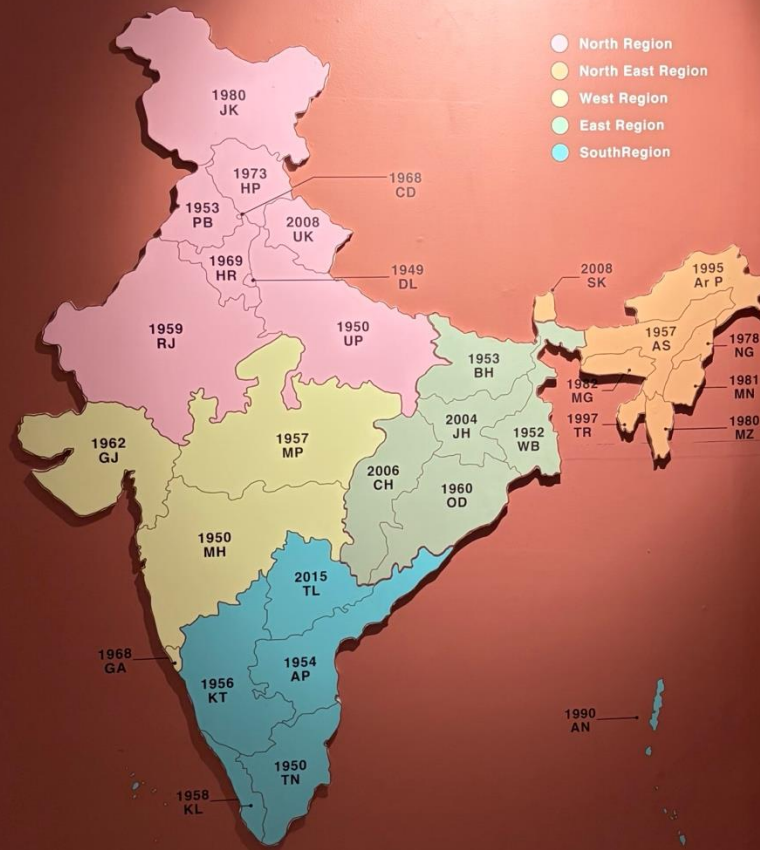 North Region
North East Region
West Region
East Region
SouthRegion
1980
JK
1973
HP
1968
CD
1953
PB
2008
UK
1969
HR
1949
DL
2008
SK
1995
Ar P
1959
RJ
1950
UP
1957
AS
1978
NG
1953
BH
1982
MG
1981
MN
1997
TR
1980
MZ
1962
GJ
1957
MP
2004
JH
1952
WB
2006
CH
1960
OD
1950
MH
2015
TL
1968
GA
1956
KT
1954
AP
1990
AN
1950
TN
1958
KL